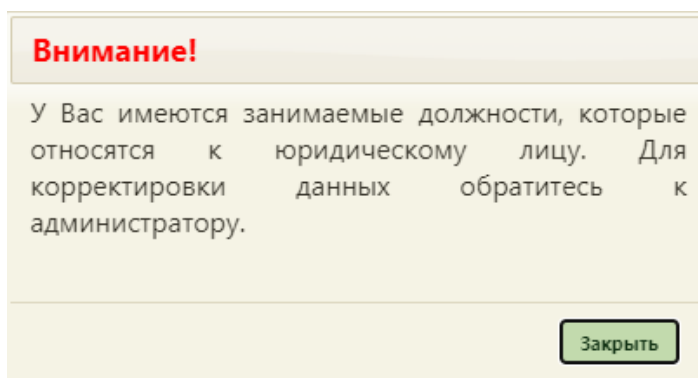 Внимание!
У Вас имеются занимаемые должности, которые
относятся к юридическому лицу. Для
корректировки данных обратитесь к
администратору.
Закрыть